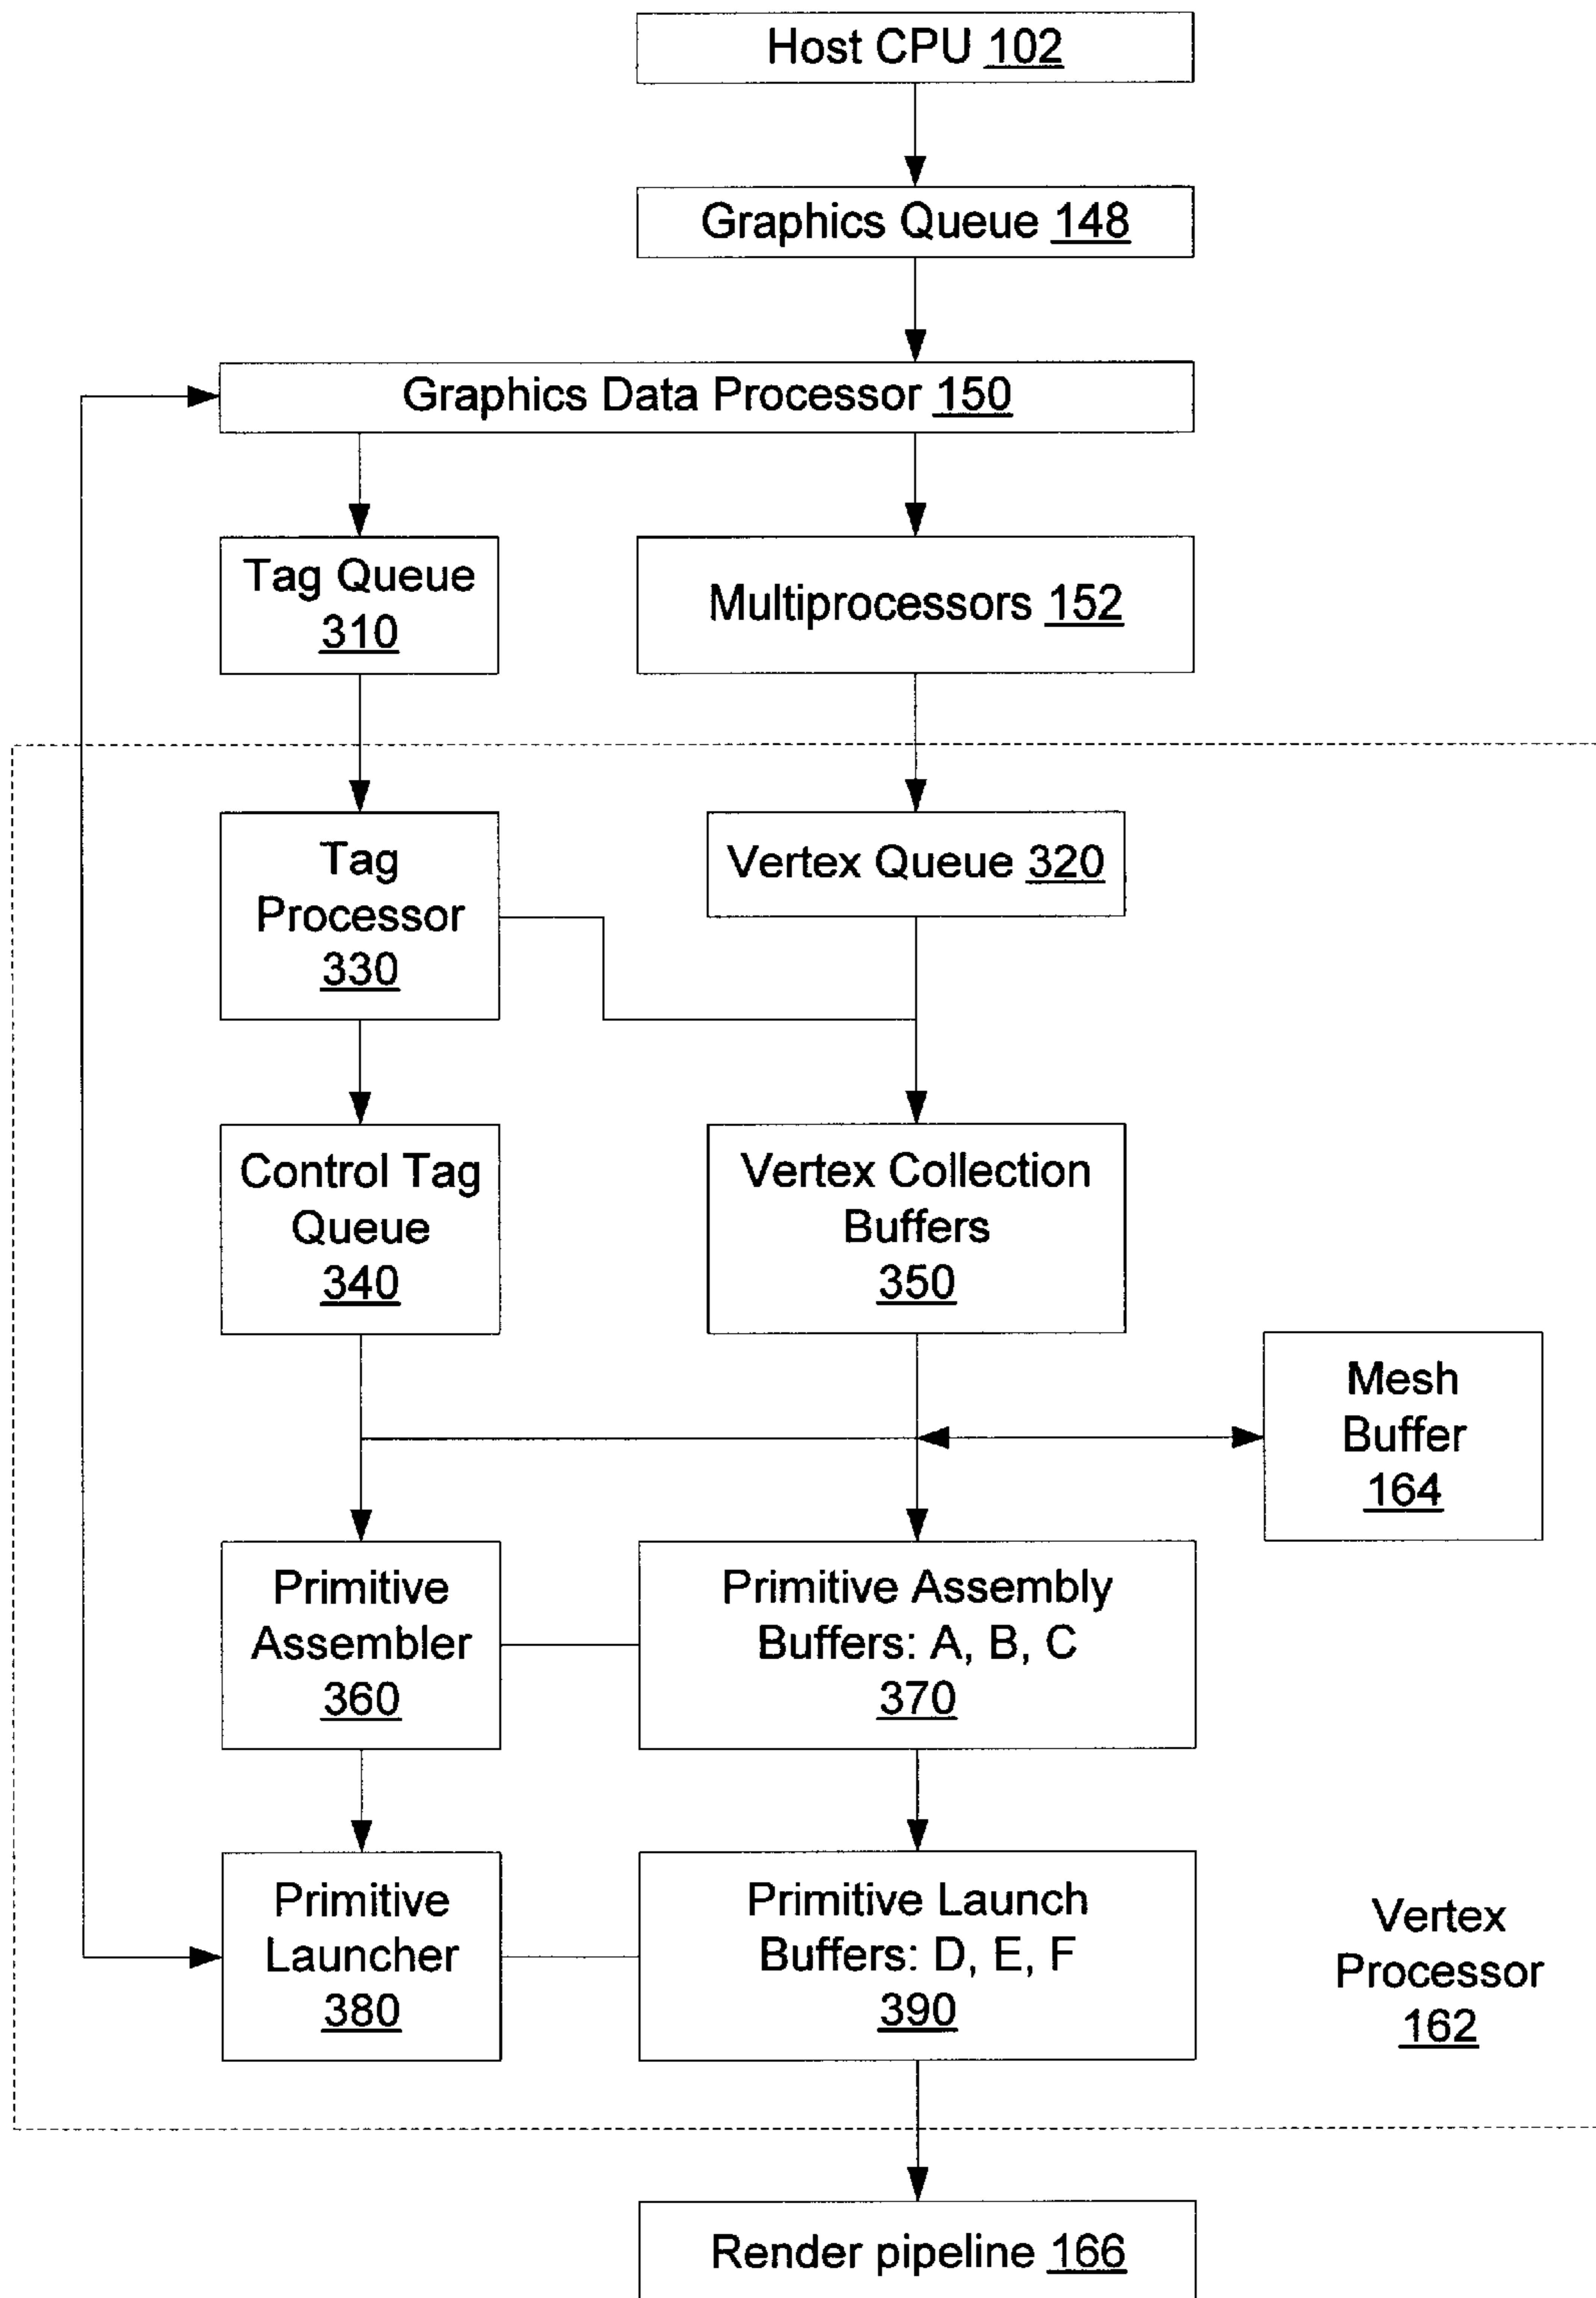 Host CPU 102
Graphics Queue 148
Graphics Data Processor 150
Tag Queue
310
Multiprocessors 152
Tag
Processor
330
Vertex Queue 320
Control Tag
Queue
340
Vertex Collection
Buffers
350
Mesh
Buffer
164
Primitive
Assembler
360
Primitive Assembly
Buffers: A, B, C
370
Primitive
Launcher
380
Primitive Launch
Buffers: D, E, F
390
Vertex
Processor
162
Render pipeline 166